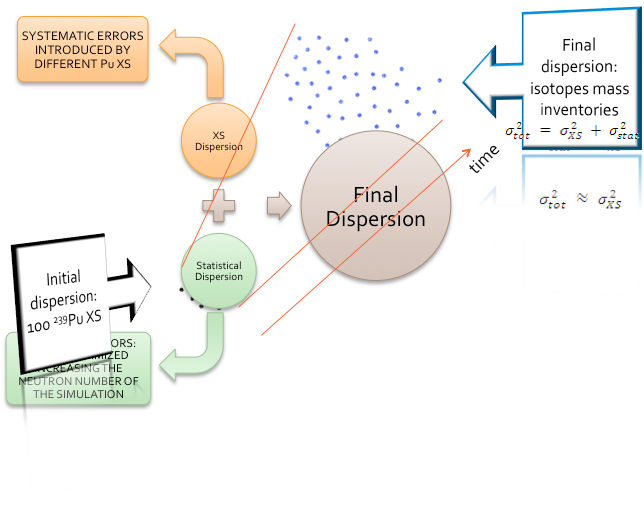 SYSTEMATIC ERRORS
INTRODUCED BY
DIFFERENT Pu XS
XS
Dispersion
Final
dispersion:
isotopes mass
inventories
σ²tot = σ²XS + σ²stat
σ²tot ≈ σ²XS
time
Final
Dispersion
Statistical
Dispersion
Initial
dispersion:
100 ²³⁹Pu XS
NEUTRON NUMBER OF
THE SIMULATION